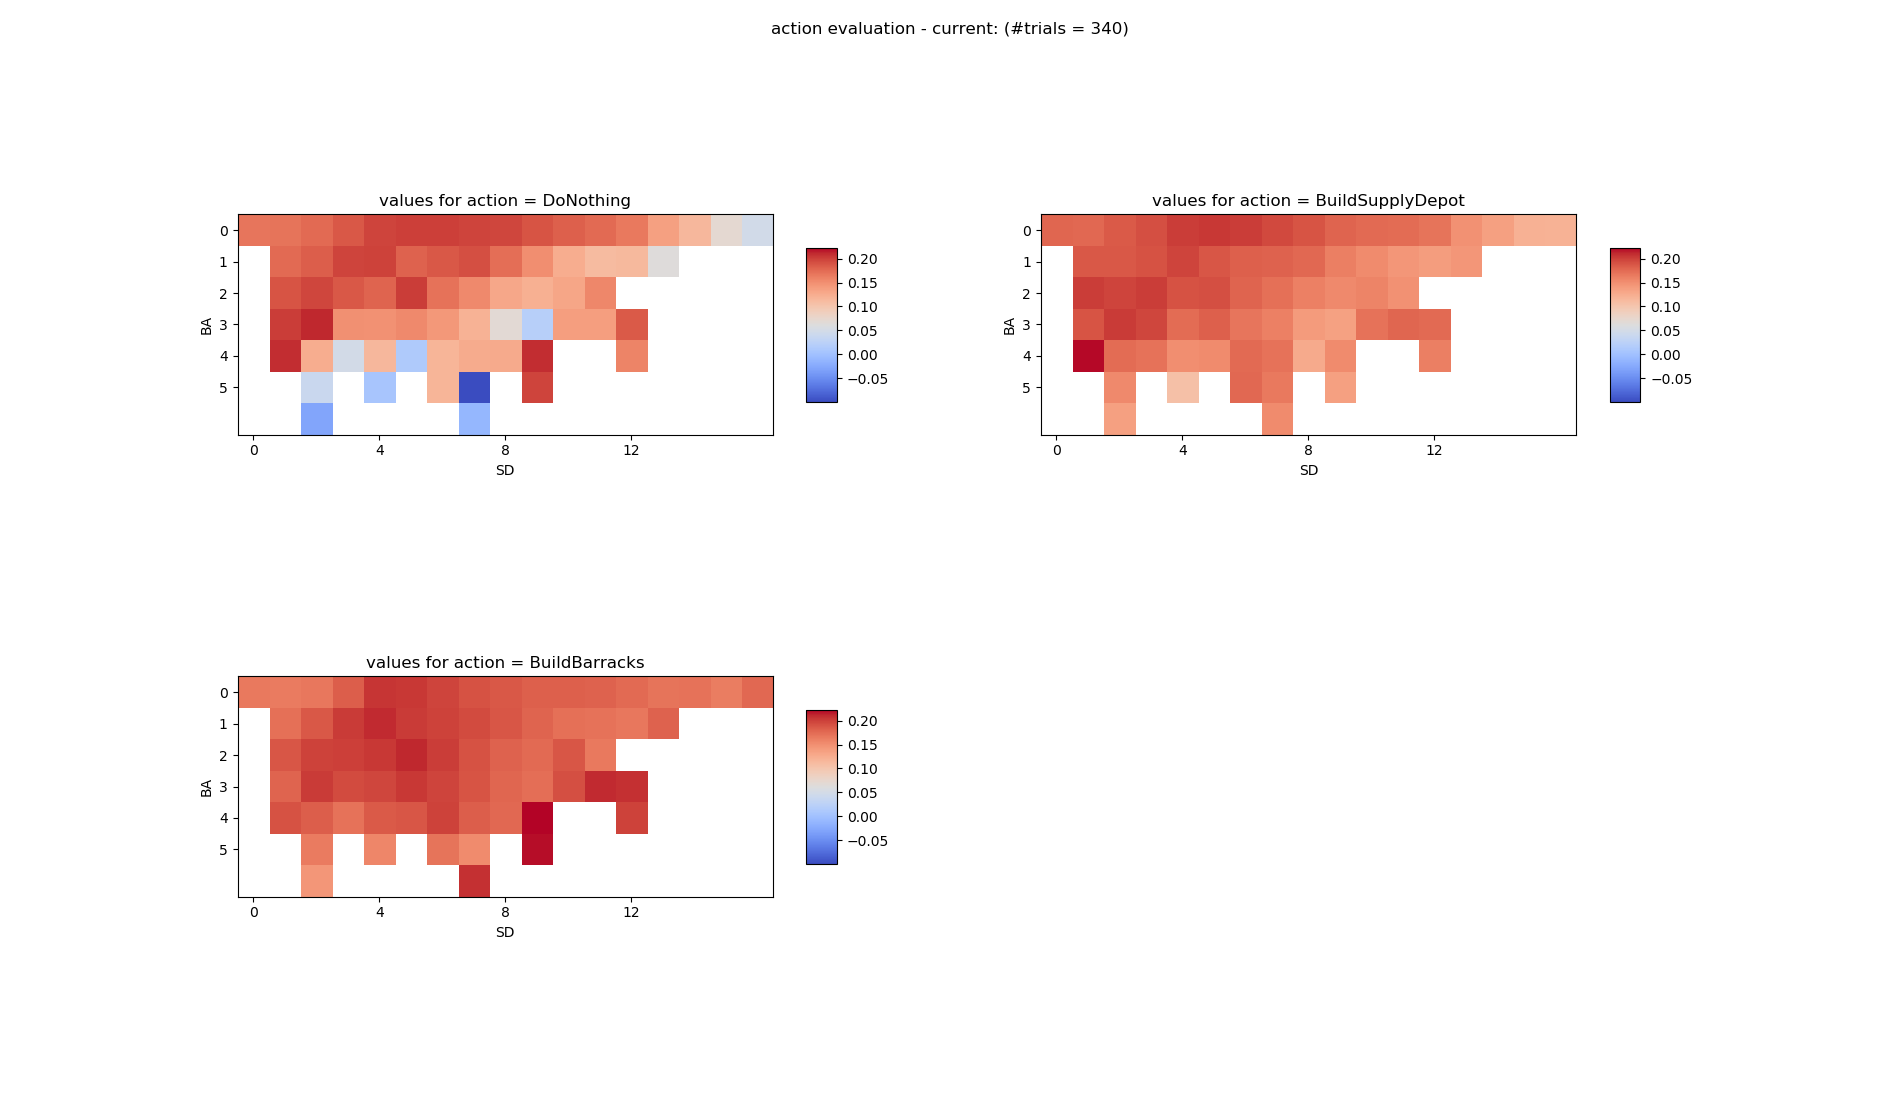 action evaluation - current: (#trials = 340)
values for action = DoNothing
BA
0
1
2
3
4
5
0 4 8 12
SD
0.20
0.15
0.10
0.05
0.00
−0.05
values for action = BuildSupplyDepot
BA
0
1
2
3
4
5
0 4 8 12
SD
0.20
0.15
0.10
0.05
0.00
−0.05
values for action = BuildBarracks
BA
0
1
2
3
4
5
0 4 8 12
SD
0.20
0.15
0.10
0.05
0.00
−0.05